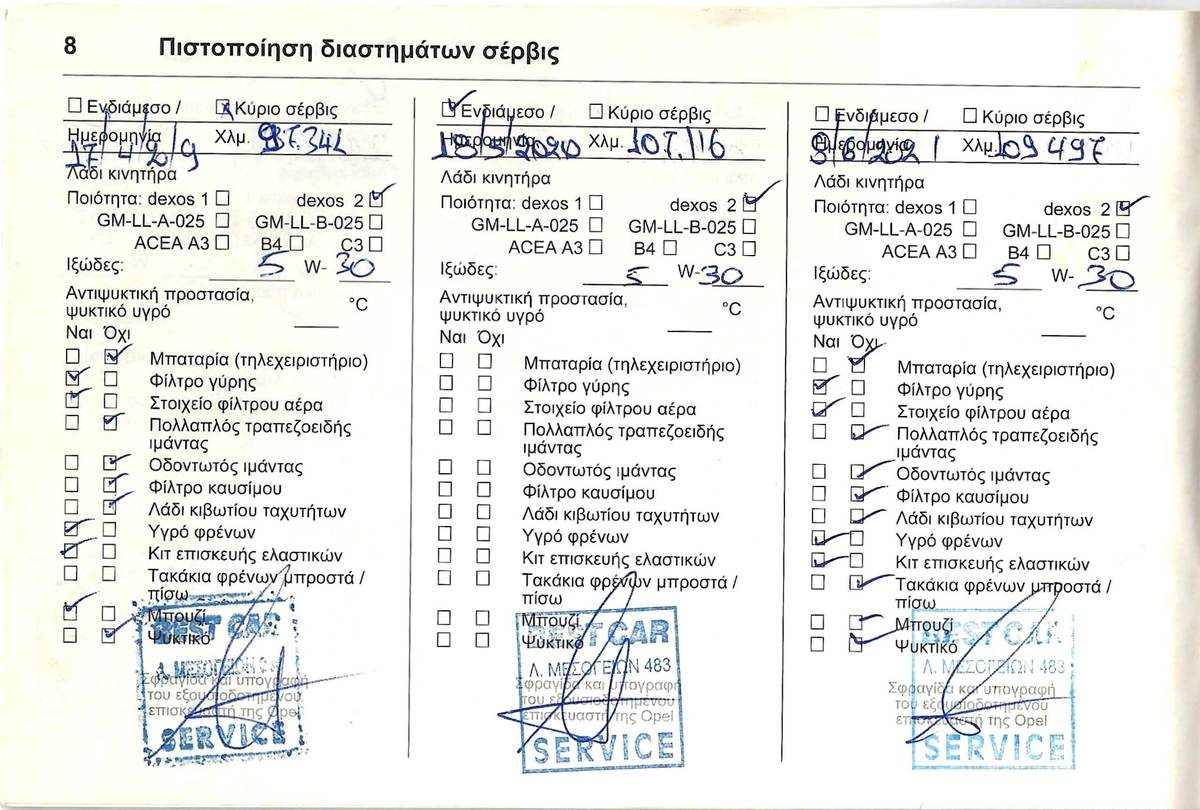 8 Πιστοποίηση διαστημάτων σέρβις
Ενδιάμεσο / Κύριο σέρβις
Ημερομηνία Χλμ.
Λάδι κινητήρα
Ποιότητα: dexos 1 dexos 2
GM-LL-A-025 GM-LL-B-025
ACEA A3 B4 C3
Ιξώδες: 5 W- 30
Αντιψυκτική προστασία,
ψυκτικό υγρό °C
Ναι Όχι
Μπαταρία (τηλεχειριστήριο)
Φίλτρο γύρης
Στοιχείο φίλτρου αέρα
Πολλαπλός τραπεζοειδής
ιμάντας
Οδοντωτός ιμάντας
Φίλτρο καυσίμου
Λάδι κιβωτίου ταχυτήτων
Υγρό φρένων
Κιτ επισκευής ελαστικών
Τακάκια φρένων μπροστά /
πίσω
Μπουζί
Ψυκτικό
BEST CAR
Λ. ΜΕΣΟΓΕΙΩΝ
Σφραγίδα και υπογραφή
του εξουσιοδοτημένου
επισκευαστή της Opel
SERVICE
Ενδιάμεσο / Κύριο σέρβις
Ημερομηνία Χλμ. 107.116
Λάδι κινητήρα
Ποιότητα: dexos 1 dexos 2
GM-LL-A-025 GM-LL-B-025
ACEA A3 B4 C3
Ιξώδες: 5 W- 30
Αντιψυκτική προστασία,
ψυκτικό υγρό °C
Ναι Όχι
Μπαταρία (τηλεχειριστήριο)
Φίλτρο γύρης
Στοιχείο φίλτρου αέρα
Πολλαπλός τραπεζοειδής
ιμάντας
Οδοντωτός ιμάντας
Φίλτρο καυσίμου
Λάδι κιβωτίου ταχυτήτων
Υγρό φρένων
Κιτ επισκευής ελαστικών
Τακάκια φρένων μπροστά /
πίσω
Μπουζί
Ψυκτικό
BEST CAR
Λ. ΜΕΣΟΓΕΙΩΝ 483
Σφραγίδα και υπογραφή
του εξουσιοδοτημένου
επισκευαστή της Opel
SERVICE
Ενδιάμεσο / Κύριο σέρβις
Ημερομηνία Χλμ. 109497
Λάδι κινητήρα
Ποιότητα: dexos 1 dexos 2
GM-LL-A-025 GM-LL-B-025
ACEA A3 B4 C3
Ιξώδες: 5 W- 30
Αντιψυκτική προστασία,
ψυκτικό υγρό °C
Ναι Όχι
Μπαταρία (τηλεχειριστήριο)
Φίλτρο γύρης
Στοιχείο φίλτρου αέρα
Πολλαπλός τραπεζοειδής
ιμάντας
Οδοντωτός ιμάντας
Φίλτρο καυσίμου
Λάδι κιβωτίου ταχυτήτων
Υγρό φρένων
Κιτ επισκευής ελαστικών
Τακάκια φρένων μπροστά /
πίσω
Μπουζί
Ψυκτικό
BEST CAR
Λ. ΜΕΣΟΓΕΙΩΝ 483
Σφραγίδα και υπογραφή
του εξουσιοδοτημένου
επισκευαστή της Opel
SERVICE